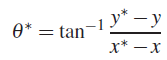 θ* = tan⁻¹ (y* − y)/(x* − x)